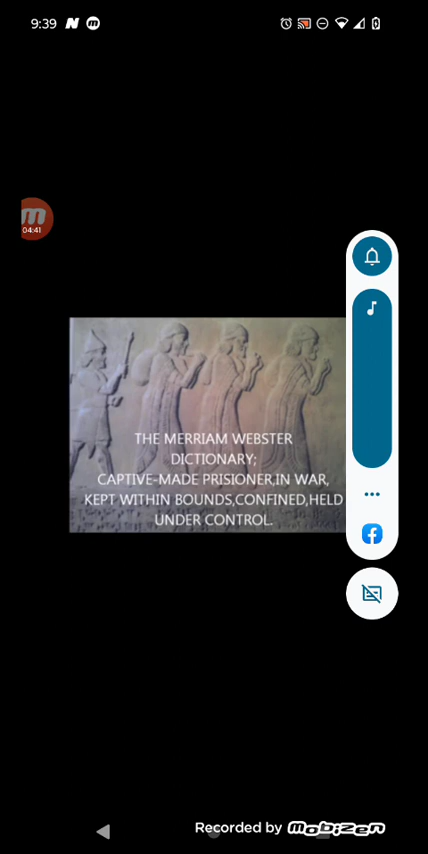 9:39
04:41
THE MERRIAM WEBSTER
DICTIONARY;
CAPTIVE-MADE PRISIONER,IN WAR,
KEPT WITHIN BOUNDS,CONFINED,HELD
UNDER CONTROL.
Recorded by Mobizen